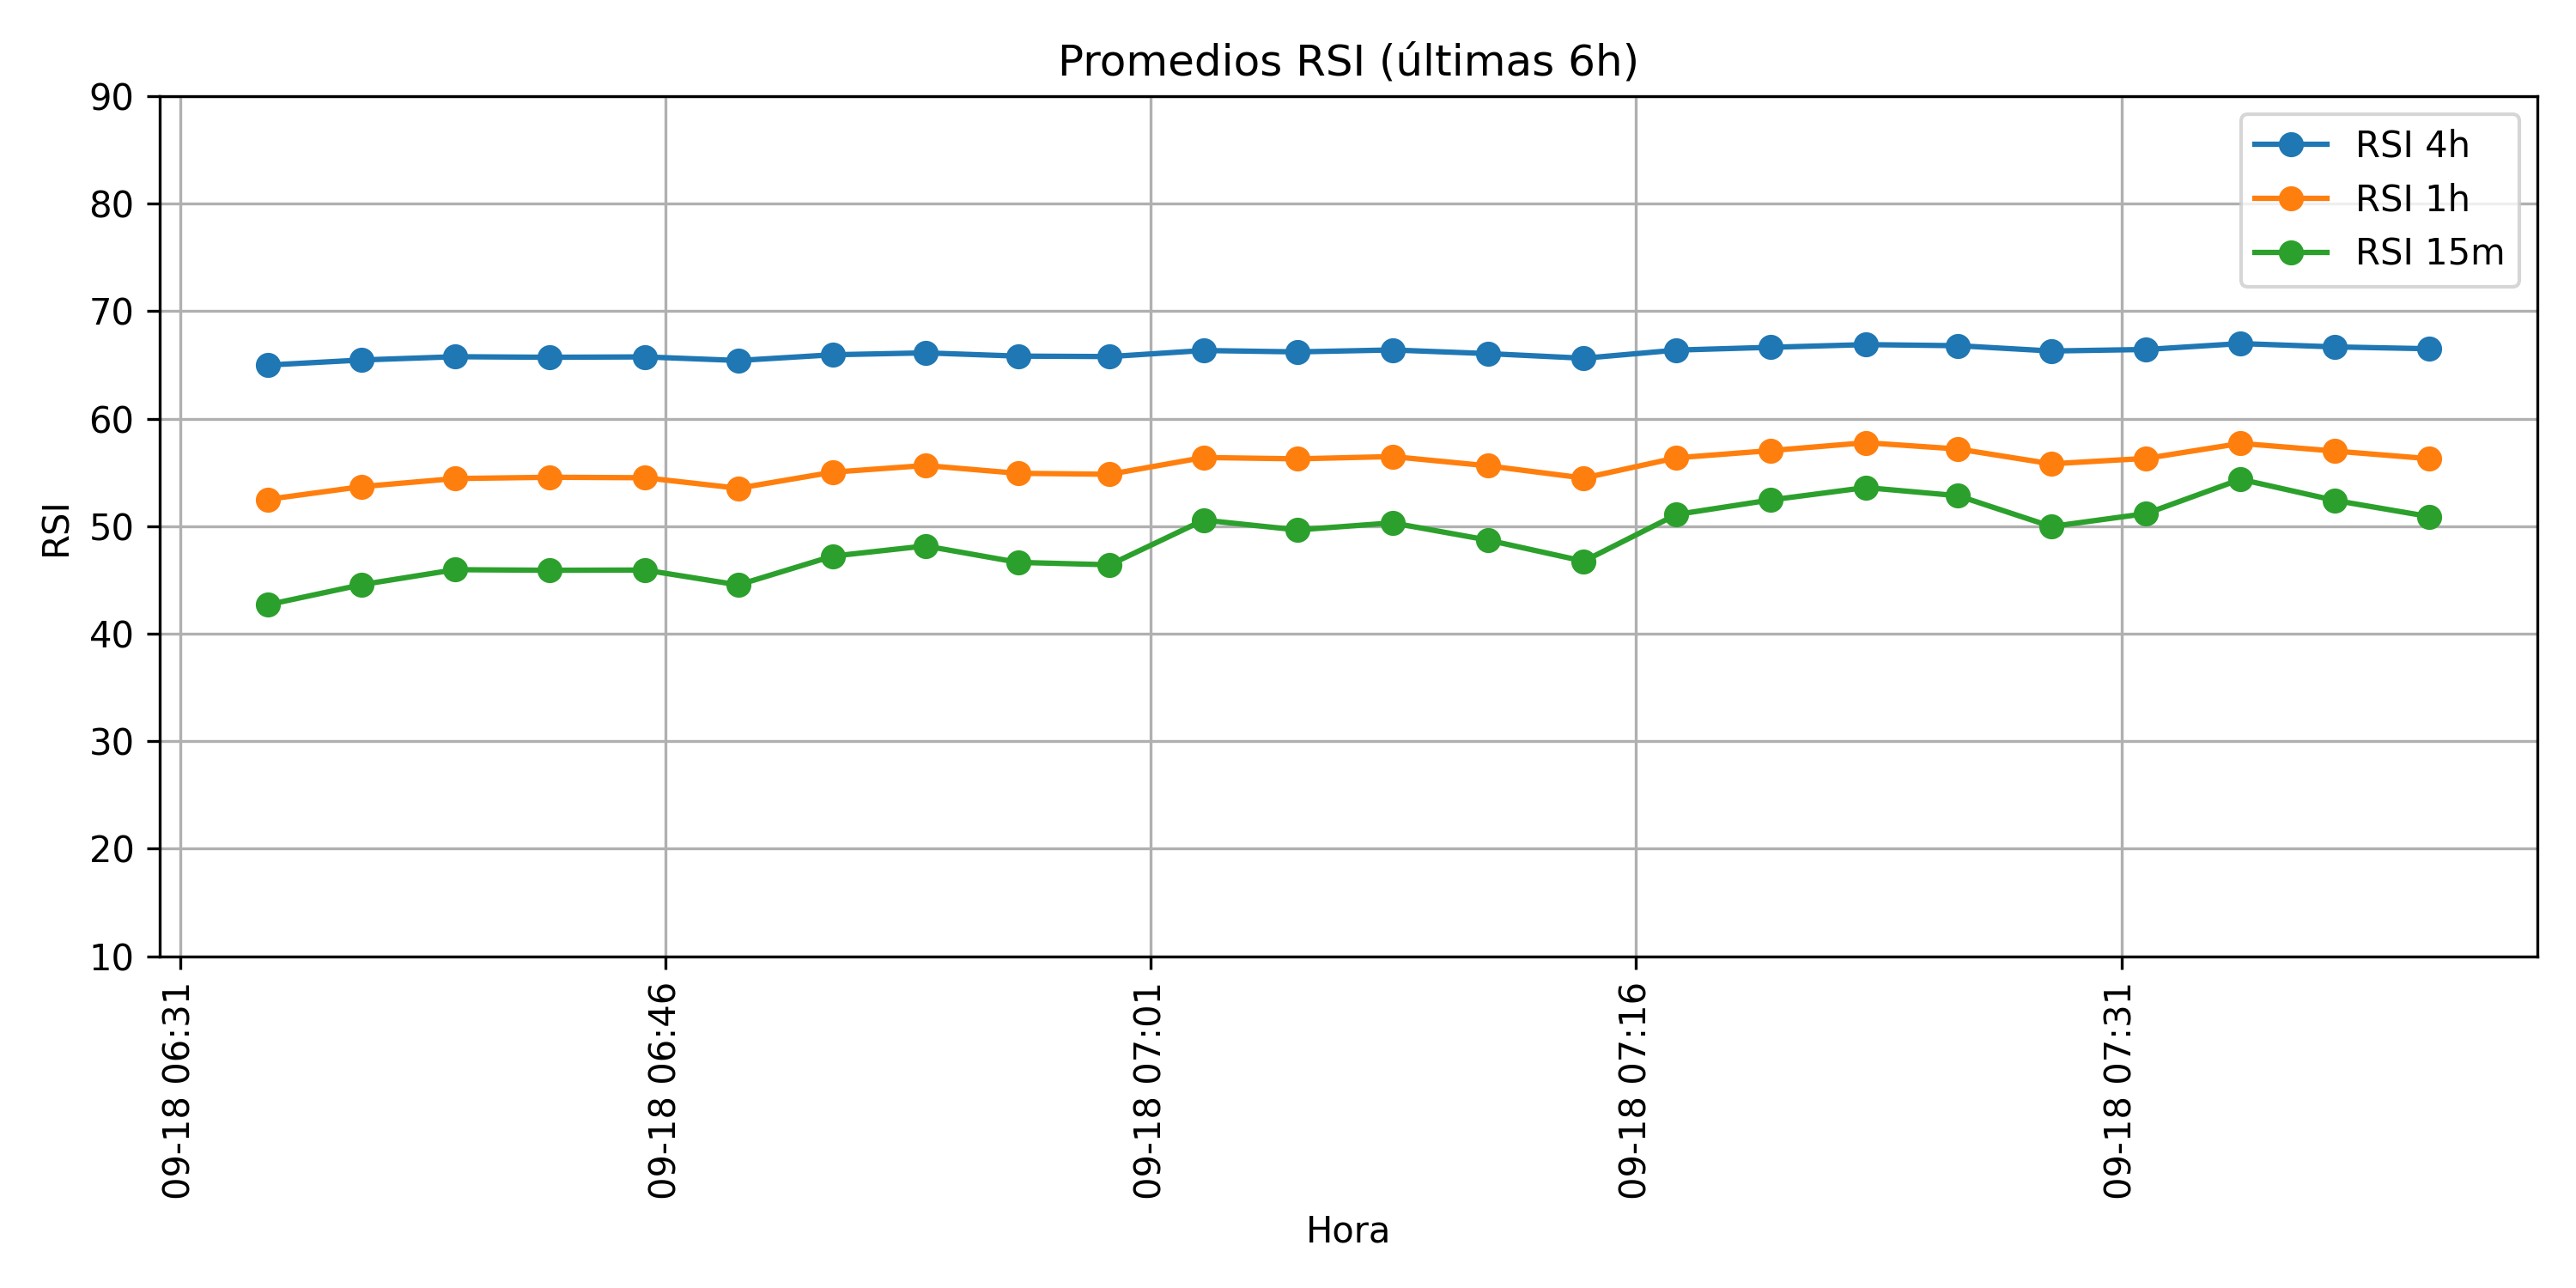 Promedios RSI (últimas 6h)
90
80
70
60
50
40
30
20
10
RSI
RSI 4h
RSI 1h
RSI 15m
09-18 06:31
09-18 06:46
09-18 07:01
09-18 07:16
09-18 07:31
Hora